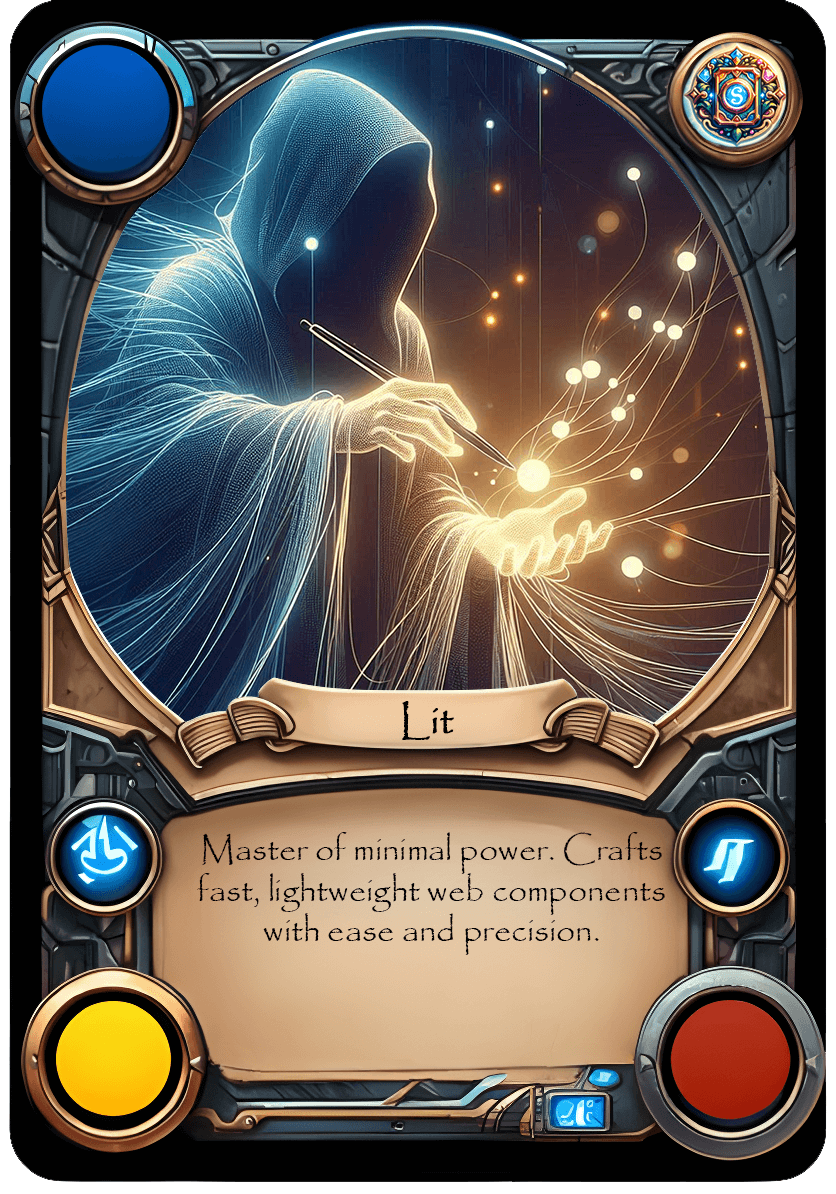 S
Lit
Master of minimal power. Crafts
fast, lightweight web components
with ease and precision.